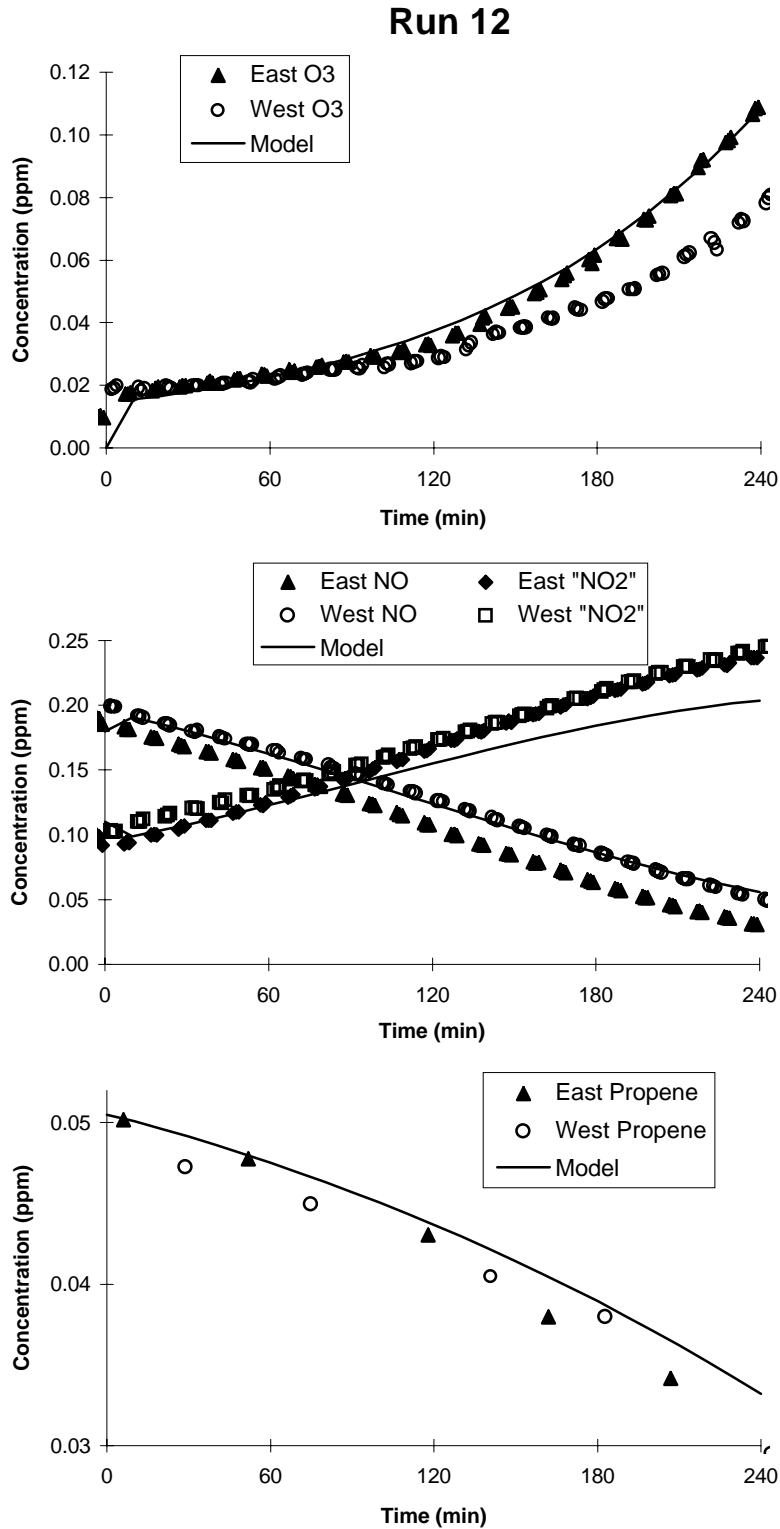 Run 12
East O3
West O3
Model
0.12
0.10
0.08
0.06
0.04
0.02
0.00
Concentration (ppm)
0 60 120 180 240
Time (min)
East NO East "NO2"
West NO West "NO2"
Model
0.25
0.20
0.15
0.10
0.05
0.00
Concentration (ppm)
0 60 120 180 240
Time (min)
East Propene
West Propene
Model
0.05
0.04
0.03
Concentration (ppm)
0 60 120 180 240
Time (min)